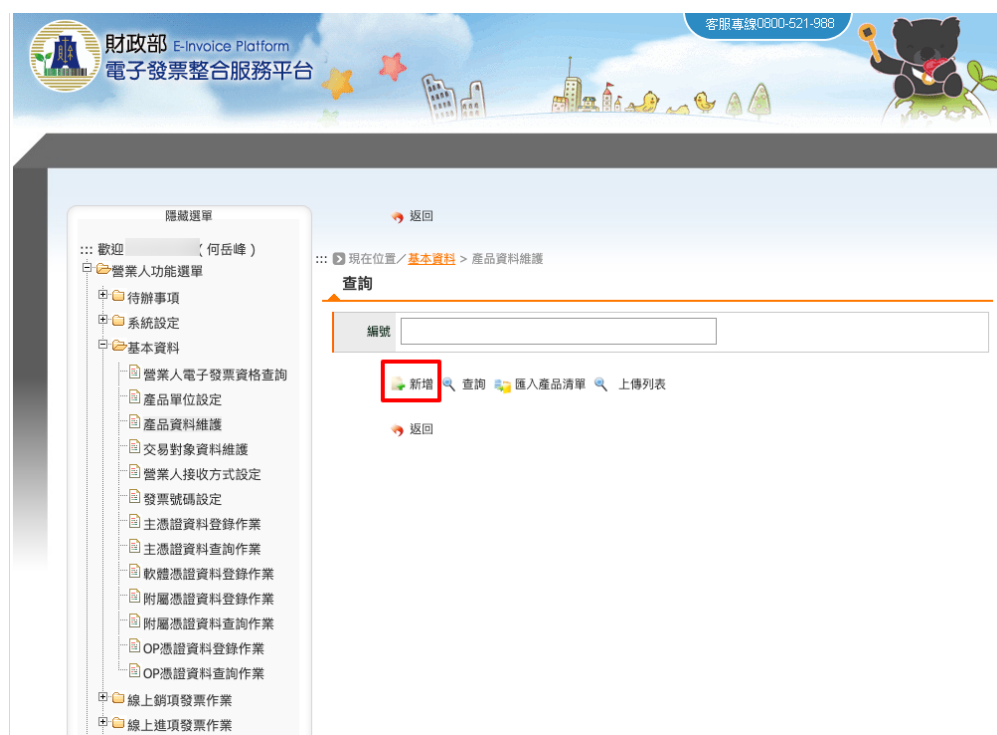 客服專線0800-521-988
財政部 E-Invoice Platform
電子發票整合服務平台
隱藏選單
::: 歡迎 ( 何岳峰 )
營業人功能選單
待辦事項
系統設定
基本資料
營業人電子發票資格查詢
產品單位設定
產品資料維護
交易對象資料維護
營業人接收方式設定
發票號碼設定
主憑證資料登錄作業
主憑證資料查詢作業
軟體憑證資料登錄作業
附屬憑證資料登錄作業
附屬憑證資料查詢作業
OP憑證資料登錄作業
OP憑證資料查詢作業
線上銷項發票作業
線上進項發票作業
返回
::: 現在位置／基本資料 > 產品資料維護
查詢
編號
新增 查詢 匯入產品清單 上傳列表
返回